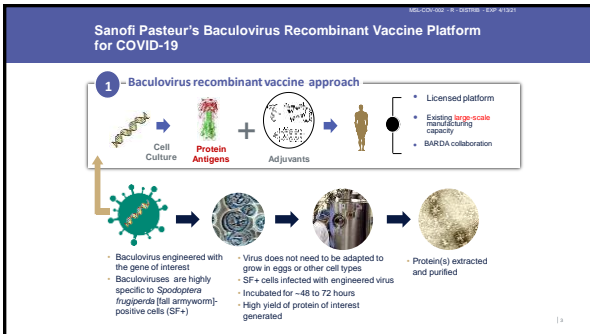 MSL-COV-002 - R - DISTRIB - EXP 4/13/21
Sanofi Pasteur's Baculovirus Recombinant Vaccine Platform
for COVID-19
1
Baculovirus recombinant vaccine approach
Cell
Culture
Protein
Antigens
+
Adjuvants
• Licensed platform
• Existing large-scale
manufacturing
capacity
• BARDA collaboration
• Baculovirus engineered with
the gene of interest
• Baculoviruses are highly
specific to Spodoptera
frugiperda [fall armyworm]-
positive cells (SF+)
• Virus does not need to be adapted to
grow in eggs or other cell types
• SF+ cells infected with engineered virus
• Incubated for ~48 to 72 hours
• High yield of protein of interest
generated
• Protein(s) extracted
and purified